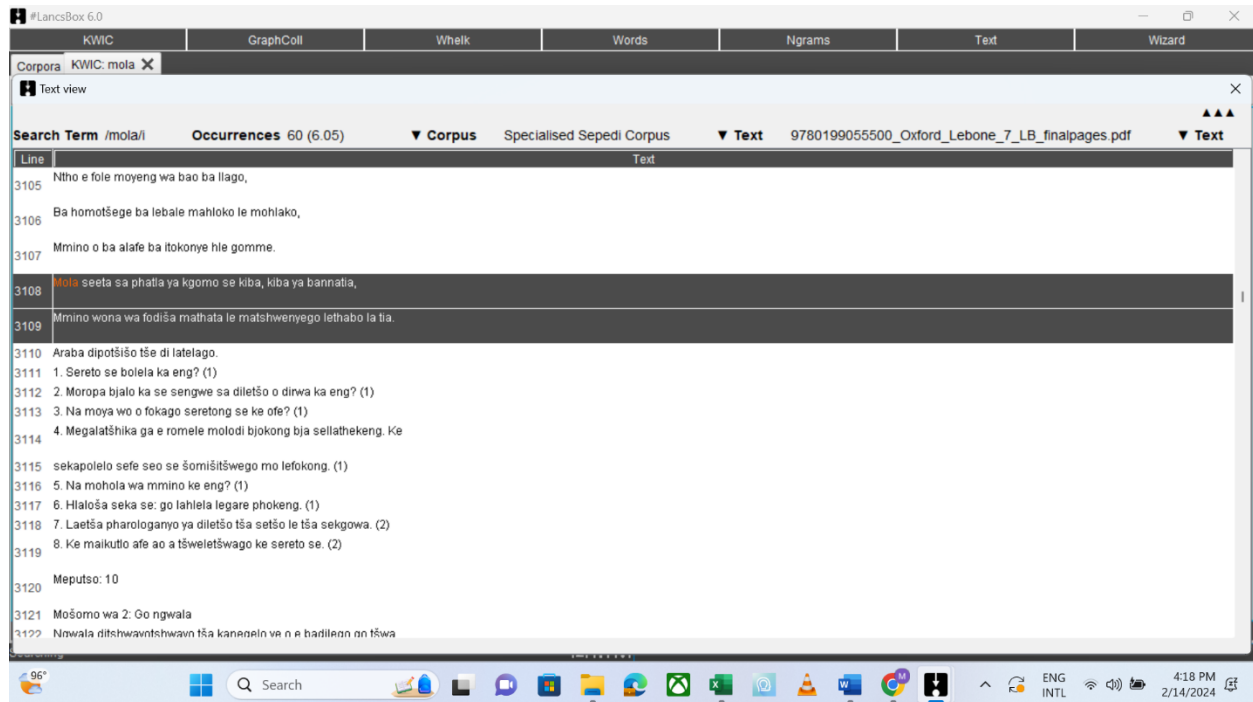 #LancsBox 6.0
KWIC GraphColl Whelk Words Ngrams Text Wizard
Corpora KWIC: mola
Text view
▲▲▲
Search Term /mola/i Occurrences 60 (6.05) ▼ Corpus Specialised Sepedi Corpus ▼ Text 9780199055500_Oxford_Lebone_7_LB_finalpages.pdf ▼ Text
Line Text
3105 Ntho e fole moyeng wa bao ba llago,
3106 Ba homotšege ba lebale mahloko le mohlako,
3107 Mmino o ba alafe ba itokonye hle gomme.
3108 Mola seeta sa phatla ya kgomo se kiba, kiba ya bannatia,
3109 Mmino wona wa fodiša mathata le matshwenyego lethabo la tia.
3110 Araba dipotšišo tše di latelago.
3111 1. Sereto se bolela ka eng? (1)
3112 2. Moropa bjalo ka se sengwe sa diletšo o dirwa ka eng? (1)
3113 3. Na moya wo o fokago seretong se ke ofe? (1)
3114 4. Megalatšhika ga e romele molodi bjokong bja sellathekeng. Ke
3115 sekapolelo sefe seo se šomišitšwego mo lefokong. (1)
3116 5. Na mohola wa mmino ke eng? (1)
3117 6. Hlaloša seka se: go lahlela legare phokeng. (1)
3118 7. Laetša pharologanyo ya diletšo tša setšo le tša sekgowa. (2)
3119 8. Ke maikutlo afe ao a tšweletšwago ke sereto se. (2)
3120 Meputso: 10
3121 Mošomo wa 2: Go ngwala
3122 Ngwala ditshwayotshwayo tša kanegelo ye o e badilego go tšwa
96°
Search
ENG
INTL
4:18 PM
2/14/2024